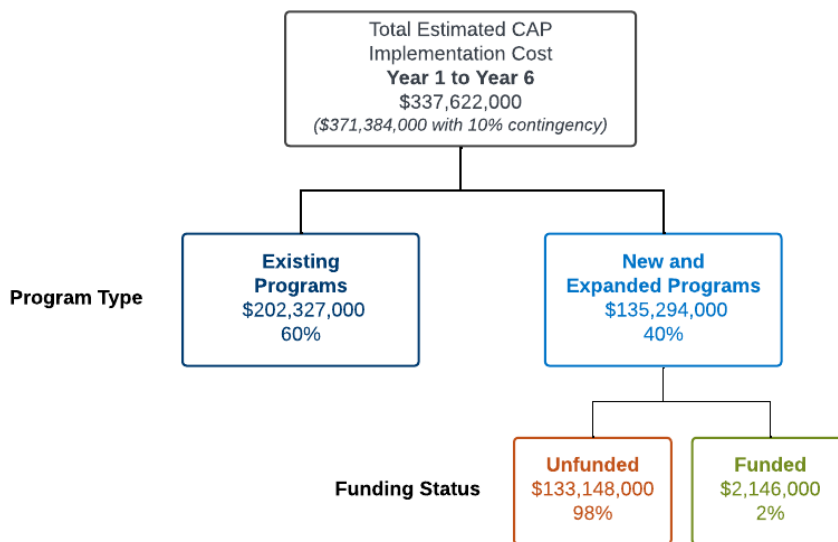 Total Estimated CAP
Implementation Cost
Year 1 to Year 6
$337,622,000
($371,384,000 with 10% contingency)
Program Type
Existing
Programs
$202,327,000
60%
New and
Expanded Programs
$135,294,000
40%
Funding Status
Unfunded
$133,148,000
98%
Funded
$2,146,000
2%